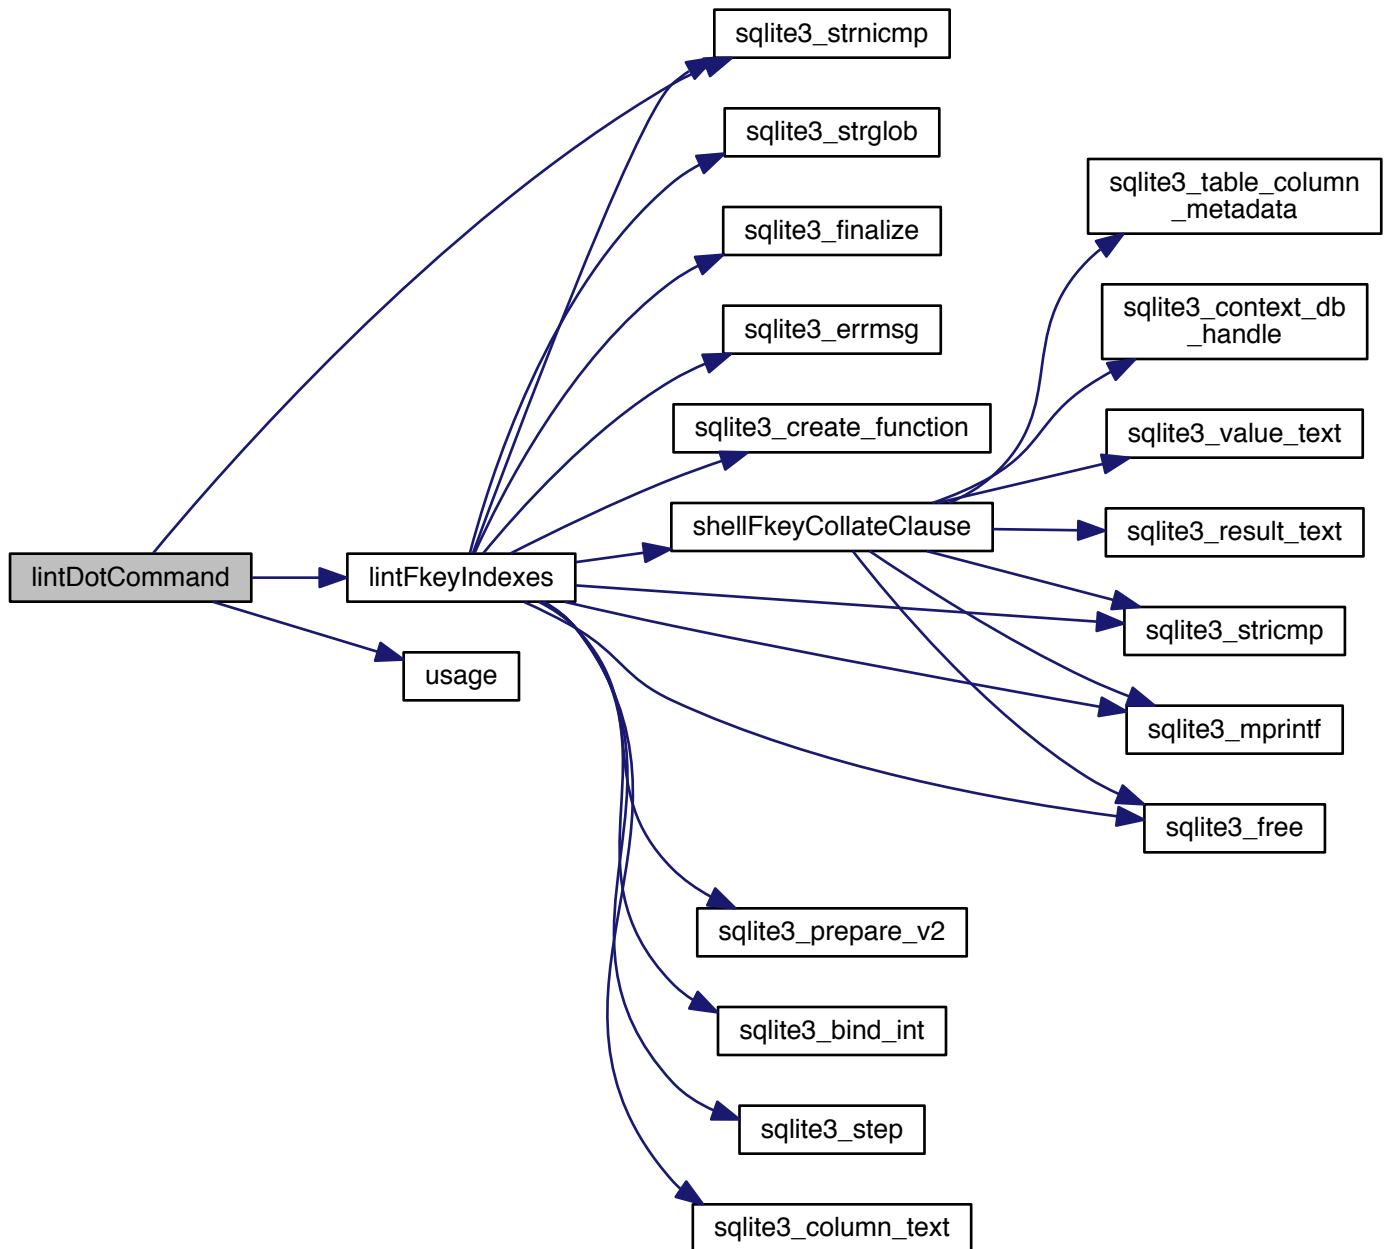 sqlite3_strnicmp
sqlite3_strglob
sqlite3_table_column
_metadata
sqlite3_finalize
sqlite3_context_db
_handle
sqlite3_errmsg
sqlite3_create_function
sqlite3_value_text
shellFkeyCollateClause
sqlite3_result_text
lintDotCommand
lintFkeyIndexes
sqlite3_stricmp
usage
sqlite3_mprintf
sqlite3_free
sqlite3_prepare_v2
sqlite3_bind_int
sqlite3_step
sqlite3_column_text